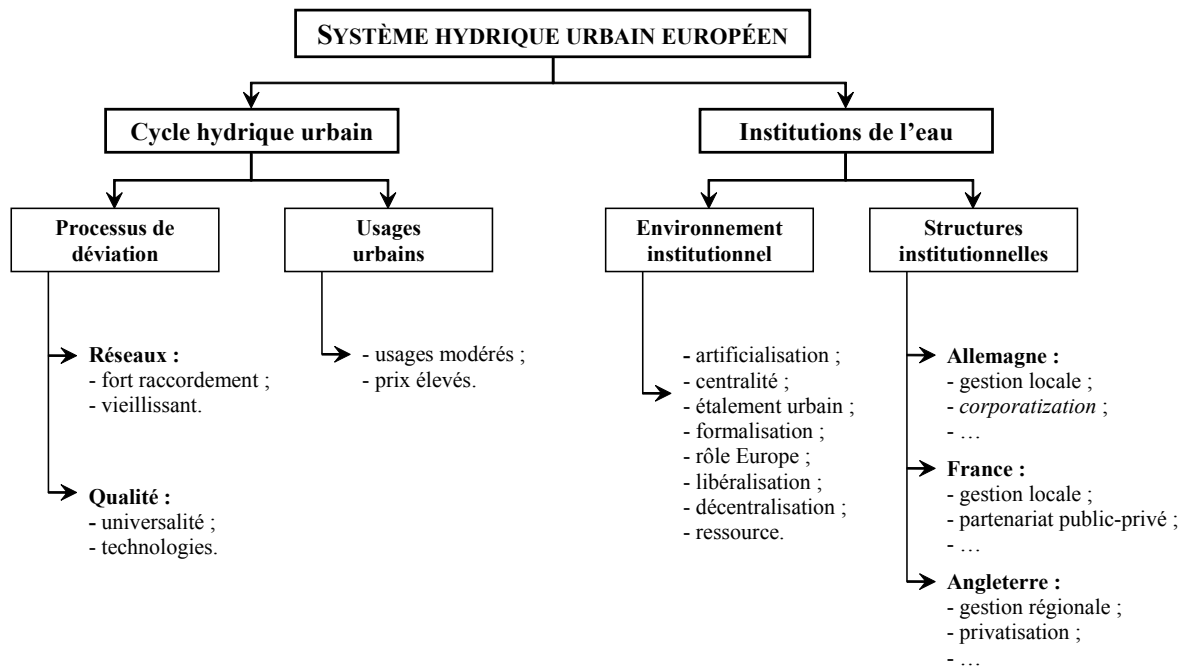 SYSTÈME HYDRIQUE URBAIN EUROPÉEN
Cycle hydrique urbain
Institutions de l’eau
Processus de
déviation
Usages
urbains
Environnement
institutionnel
Structures
institutionnelles
Réseaux :
- fort raccordement ;
- vieillissant.
Qualité :
- universalité ;
- technologies.
- usages modérés ;
- prix élevés.
- artificialisation ;
- centralité ;
- étalement urbain ;
- formalisation ;
- rôle Europe ;
- libéralisation ;
- décentralisation ;
- ressource.
Allemagne :
- gestion locale ;
- corporatization ;
- …
France :
- gestion locale ;
- partenariat public-privé ;
- …
Angleterre :
- gestion régionale ;
- privatisation ;
- …